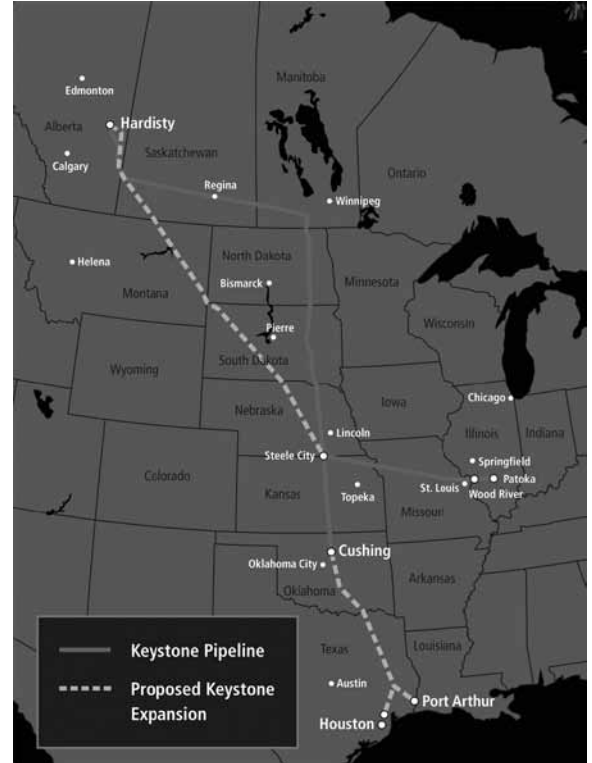 Edmonton
Manitoba
Hardisty
Alberta
Calgary
Saskatchewan
Ontario
Regina
Winnipeg
North Dakota
Helena
Bismarck
Minnesota
Montana
Pierre
Wisconsin
South Dakota
Wyoming
Chicago
Nebraska
Iowa
Lincoln
Illinois
Indiana
Steele City
Springfield
Colorado
Kansas
Topeka
St. Louis
Patoka
Wood River
Missouri
Cushing
Oklahoma City
Oklahoma
Arkansas
Texas
Louisiana
Keystone Pipeline
Austin
Proposed Keystone
Expansion
Port Arthur
Houston